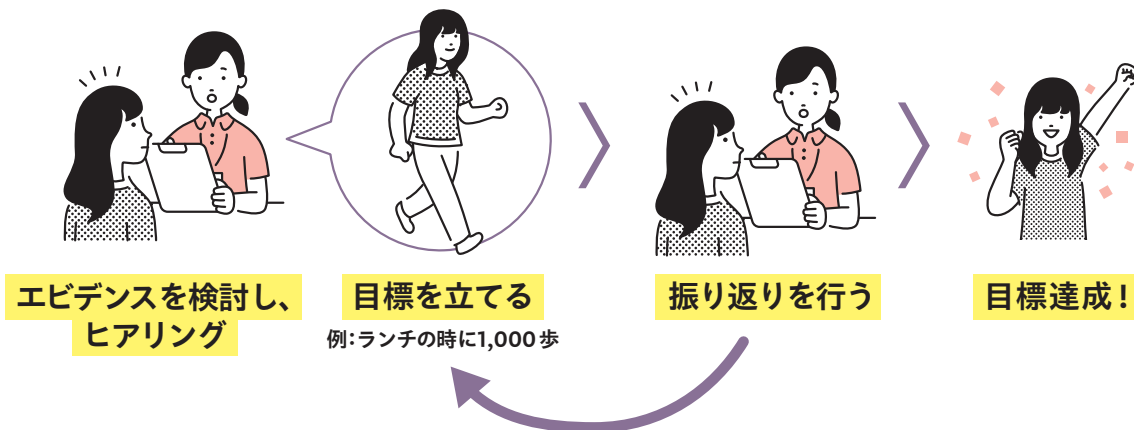 エビデンスを検討し、
ヒアリング
目標を立てる
例：ランチの時に1,000歩
振り返りを行う
目標達成！